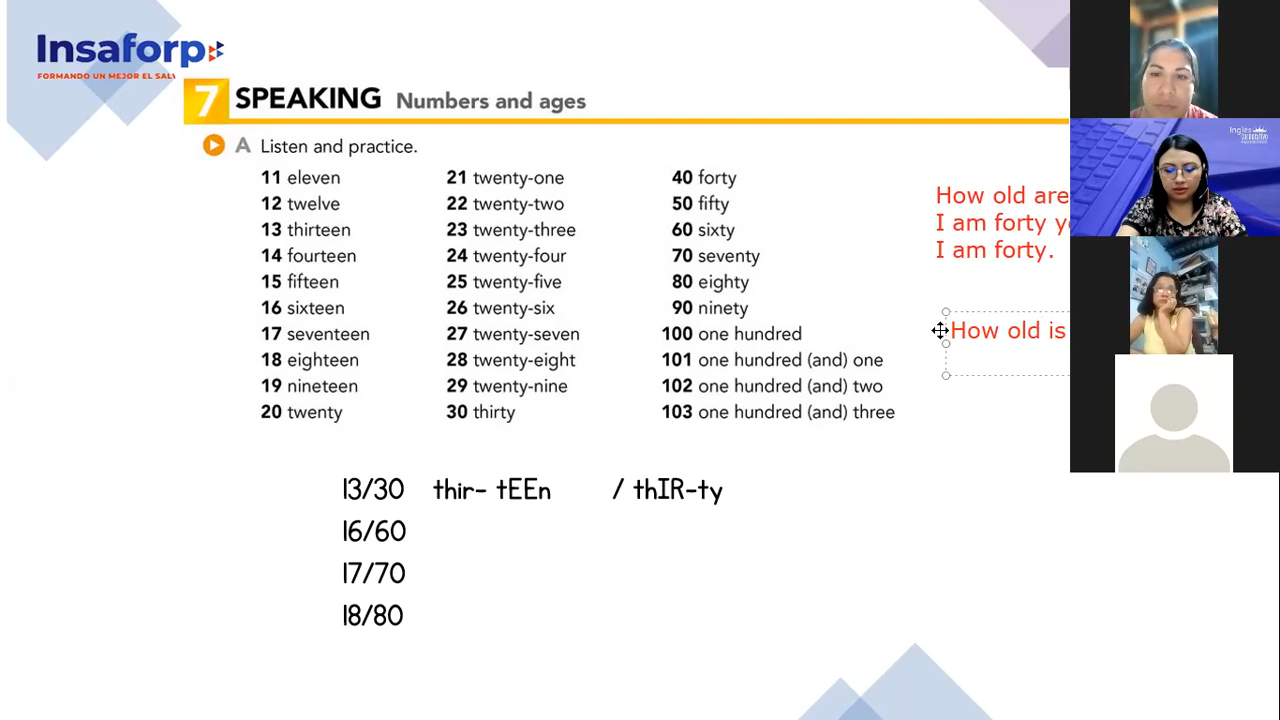 Insaforp
FORMANDO UN MEJOR EL SAL
7 SPEAKING Numbers and ages
A Listen and practice.
11 eleven
12 twelve
13 thirteen
14 fourteen
15 fifteen
16 sixteen
17 seventeen
18 eighteen
19 nineteen
20 twenty
21 twenty-one
22 twenty-two
23 twenty-three
24 twenty-four
25 twenty-five
26 twenty-six
27 twenty-seven
28 twenty-eight
29 twenty-nine
30 thirty
40 forty
50 fifty
60 sixty
70 seventy
80 eighty
90 ninety
100 one hundred
101 one hundred (and) one
102 one hundred (and) two
103 one hundred (and) three
How old are
I am forty y
I am forty.
How old is
13/30 thir- tEEn / thIR-ty
16/60
17/70
18/80
Ingles